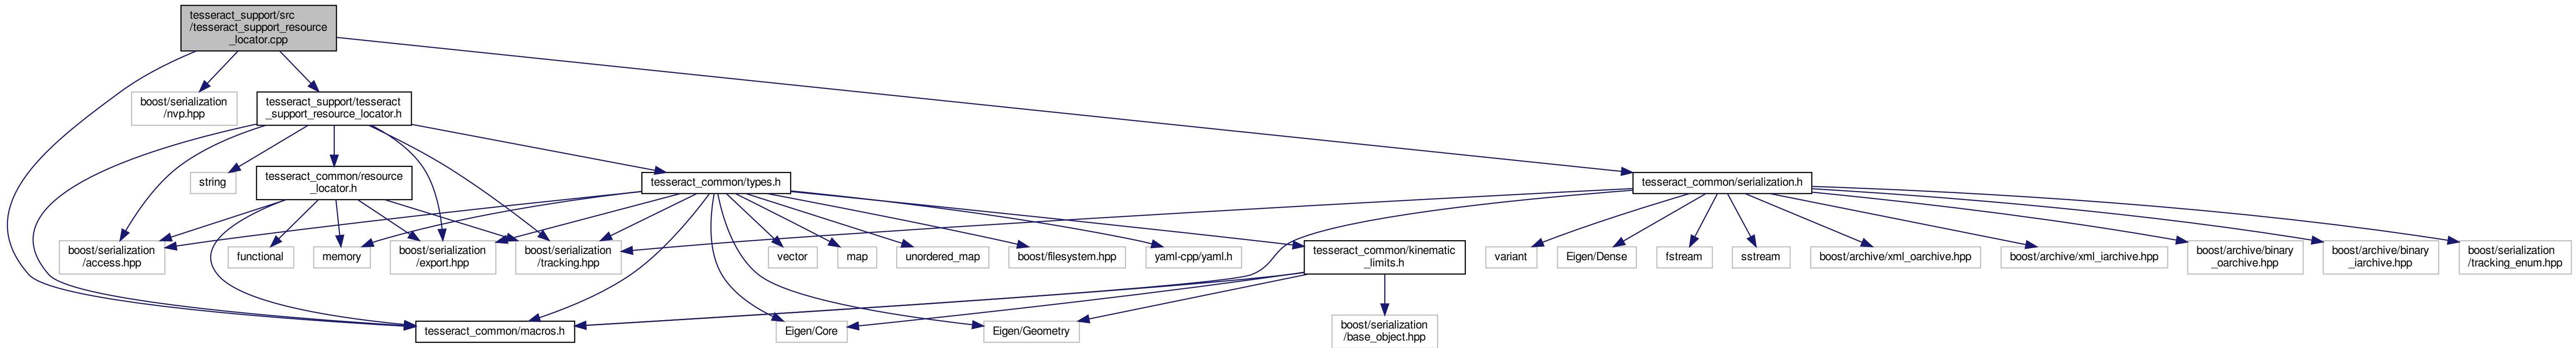 tesseract_support/src
/tesseract_support_resource
_locator.cpp
boost/serialization
/nvp.hpp
tesseract_support/tesseract
_support_resource_locator.h
string
tesseract_common/resource
_locator.h
tesseract_common/types.h
tesseract_common/serialization.h
boost/serialization
/access.hpp
functional
memory
boost/serialization
/export.hpp
boost/serialization
/tracking.hpp
vector
map
unordered_map
boost/filesystem.hpp
yaml-cpp/yaml.h
tesseract_common/kinematic
_limits.h
variant
Eigen/Dense
fstream
sstream
boost/archive/xml_oarchive.hpp
boost/archive/xml_iarchive.hpp
boost/archive/binary
_oarchive.hpp
boost/archive/binary
_iarchive.hpp
boost/serialization
/tracking_enum.hpp
tesseract_common/macros.h
Eigen/Core
Eigen/Geometry
boost/serialization
/base_object.hpp